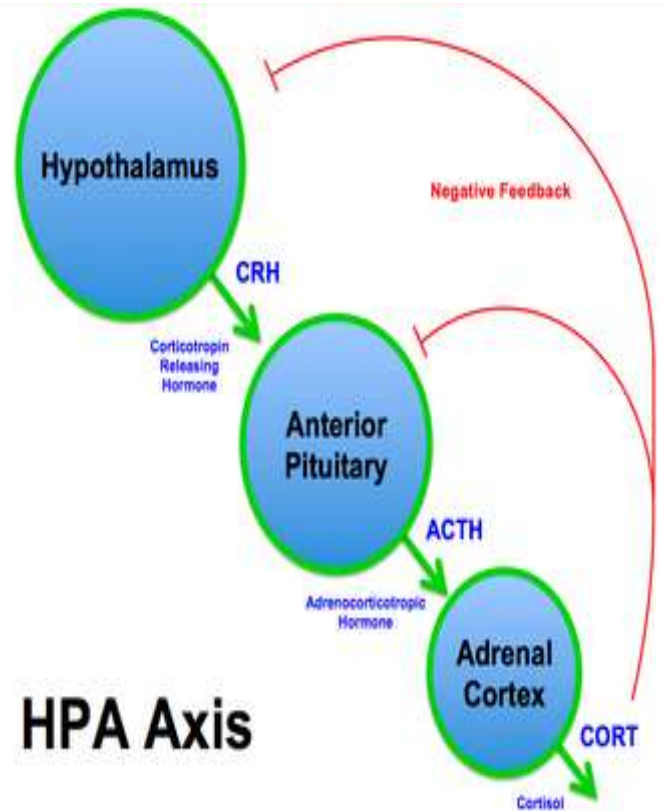 Hypothalamus
Negative Feedback
CRH
Corticotropin
Releasing
Hormone
Anterior
Pituitary
ACTH
Adrenocorticotropic
Hormone
Adrenal
Cortex
HPA Axis
CORT
Cortisol